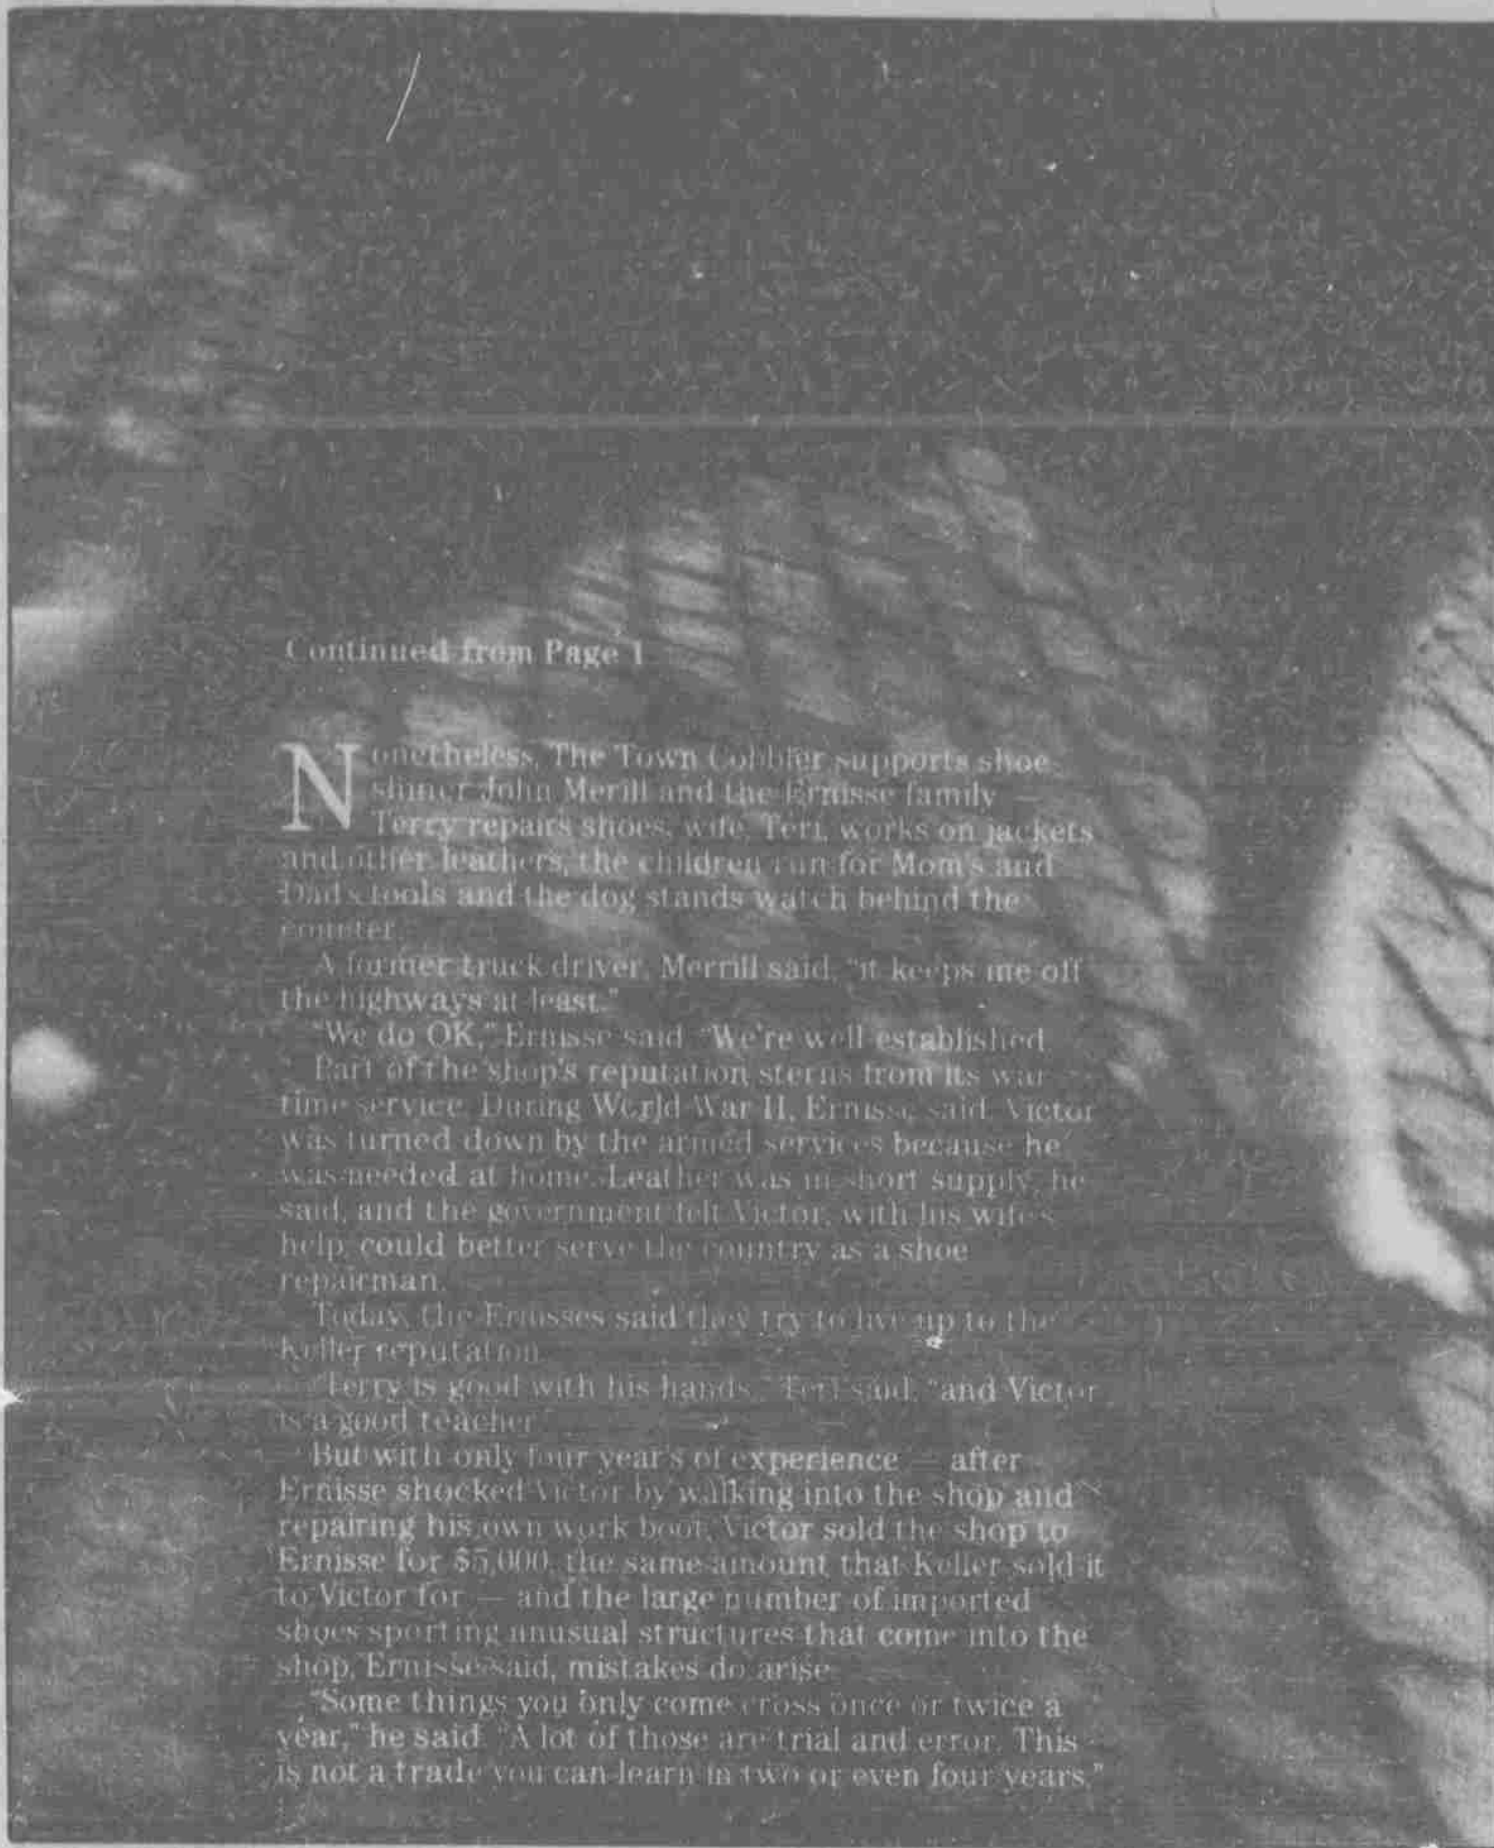 Continued from Page 1
Nonetheless, The Town Cobbler supports shoe
shiner John Merill and the Ernisse family —
Terry repairs shoes, wife, Teri, works on jackets
and other leathers, the children run for Mom's and
Dad's tools and the dog stands watch behind the
counter.
A former truck driver, Merrill said, "it keeps me off
the highways at least."
"We do OK," Ernisse said. "We're well established.
Part of the shop's reputation stems from its war
time service. During World War II, Ernisse said, Victor
was turned down by the armed services because he
was needed at home. Leather was in short supply, he
said, and the government felt Victor, with his wife's
help, could better serve the country as a shoe
repairman.
Today, the Ernisses said they try to live up to the
Keller reputation.
"Terry is good with his hands," Teri said, "and Victor
is a good teacher."
But with only four year's of experience — after
Ernisse shocked Victor by walking into the shop and
repairing his own work boot, Victor sold the shop to
Ernisse for $5,000, the same amount that Keller sold it
to Victor for — and the large number of imported
shoes sporting unusual structures that come into the
shop, Ernisse said, mistakes do arise.
"Some things you only come cross once or twice a
year," he said. "A lot of those are trial and error. This
is not a trade you can learn in two or even four years."